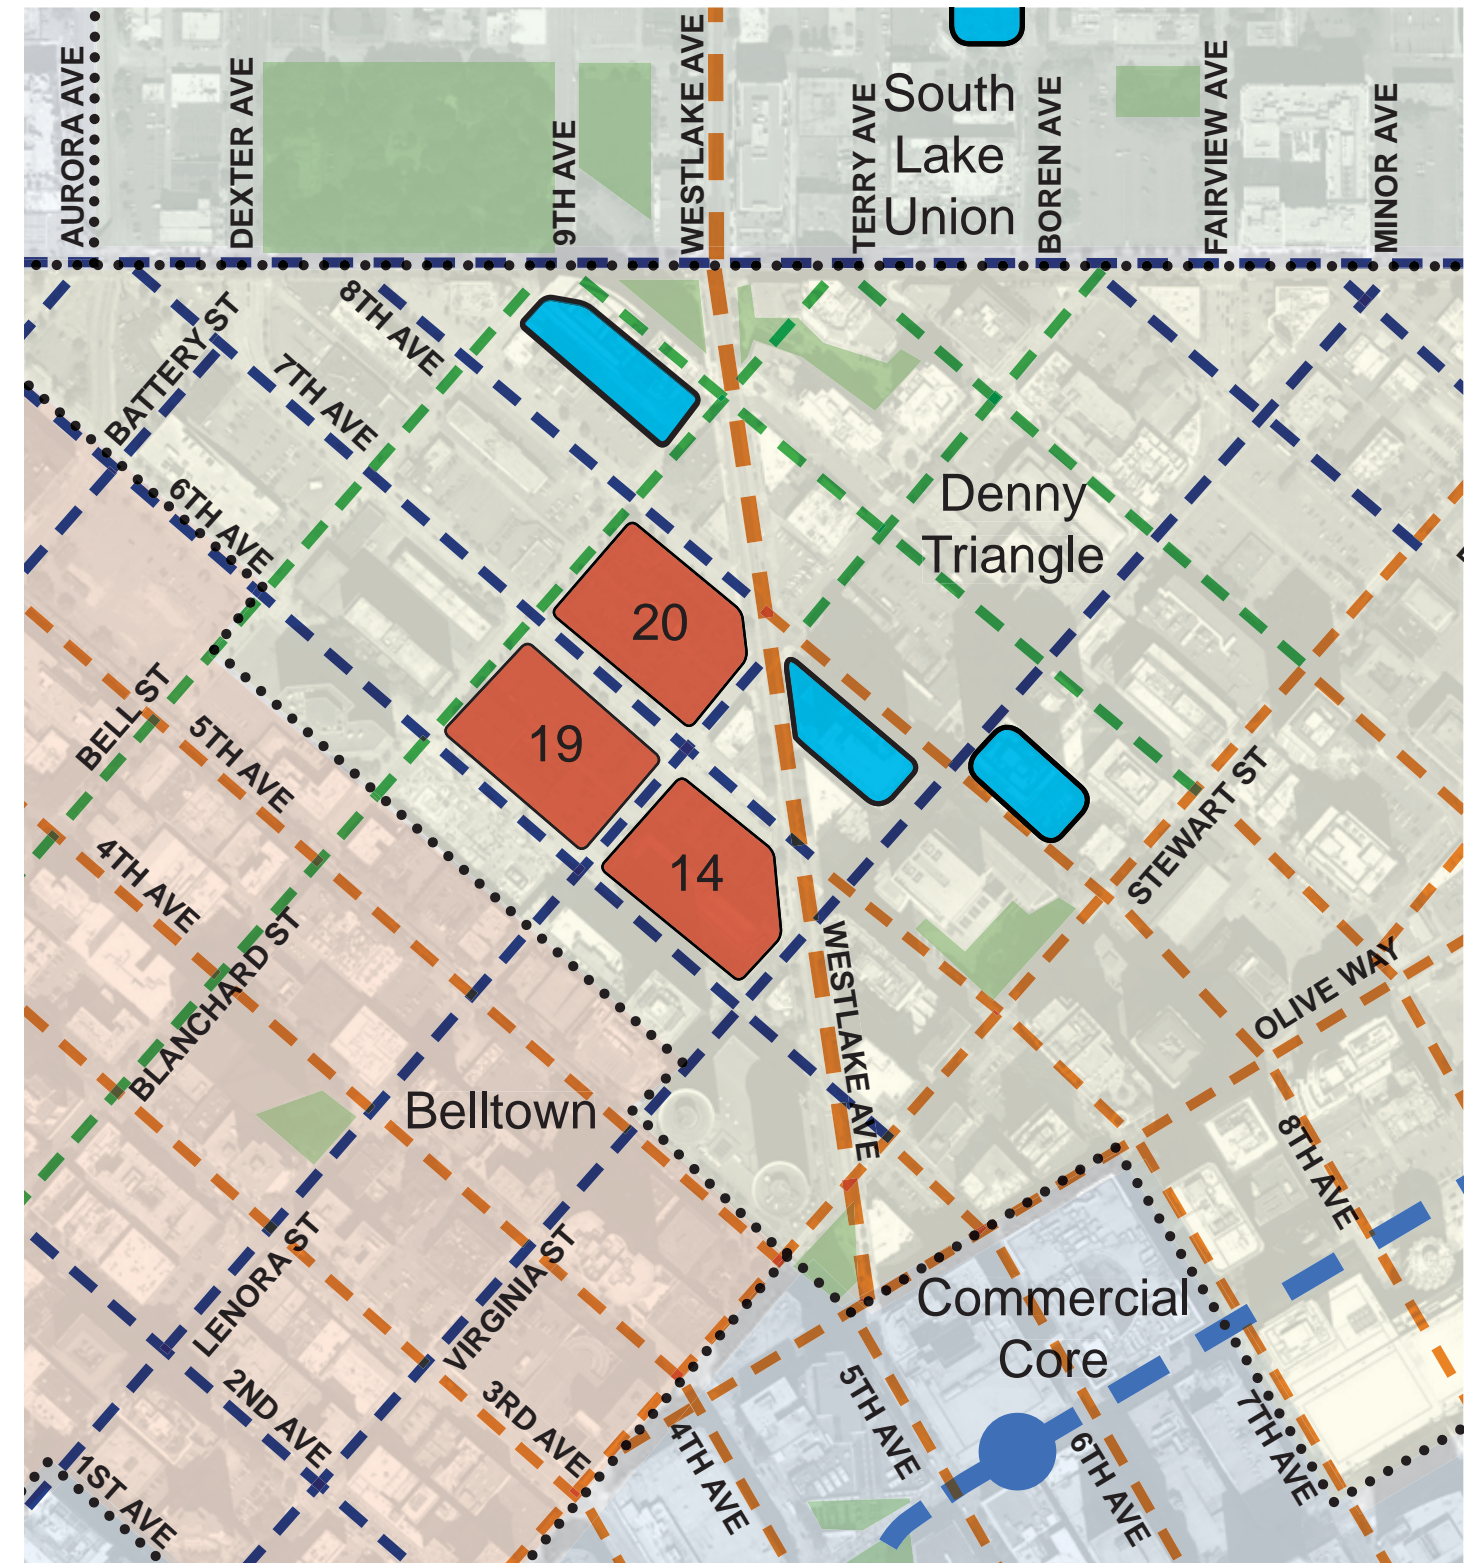 AURORA AVE
DEXTER AVE
9TH AVE
WESTLAKE AVE
TERRY AVE
South
Lake
Union
BOREN AVE
FAIRVIEW AVE
MINOR AVE
BATTERY ST
8TH AVE
7TH AVE
6TH AVE
Denny
Triangle
20
19
14
BELL ST
5TH AVE
4TH AVE
STEWART ST
BLANCHARD ST
WESTLAKE AVE
OLIVE WAY
Belltown
8TH AVE
LENORA ST
VIRGINIA ST
Commercial
Core
2ND AVE
3RD AVE
1ST AVE
4TH AVE
5TH AVE
6TH AVE
7TH AVE